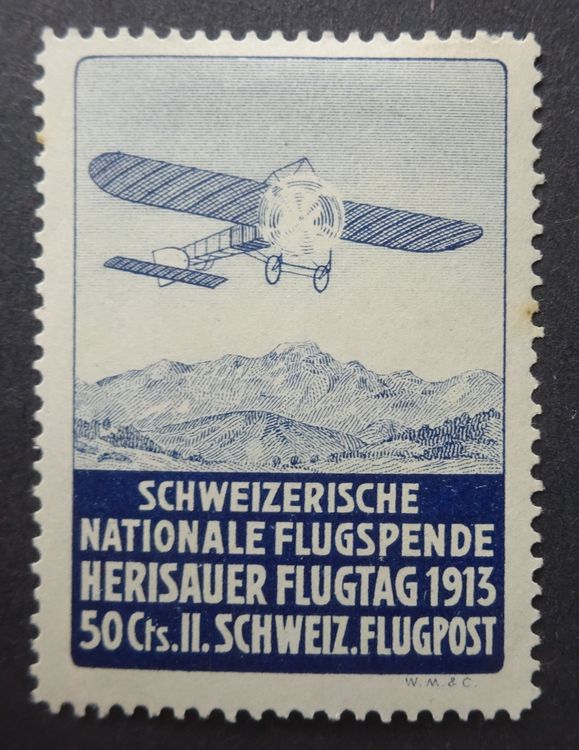 SCHWEIZERISCHE
NATIONALE FLUGSPENDE
HERISAUER FLUGTAG 1913
50 Cts. II. SCHWEIZ. FLUGPOST
W. M. & C.